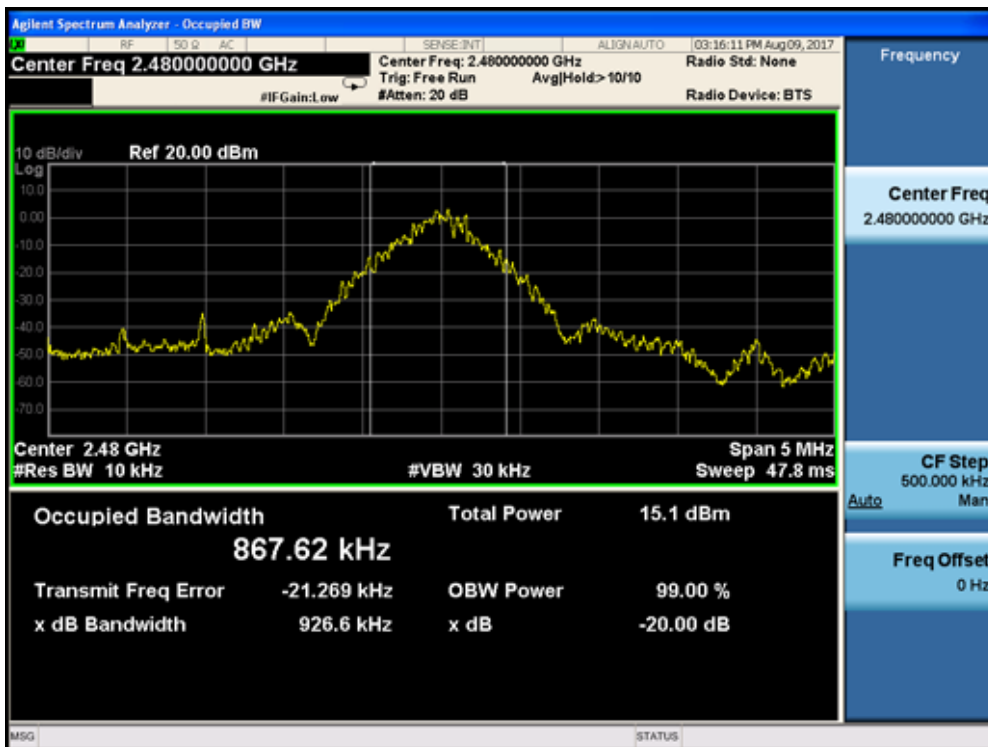 Agilent Spectrum Analyzer - Occupied BW
RF 50 Ω AC SENSE:INT ALIGN AUTO 03:16:11 PM Aug 09, 2017
Center Freq 2.480000000 GHz
Center Freq: 2.480000000 GHz
Radio Std: None
Trig: Free Run Avg|Hold:> 10/10
#IFGain:Low
#Atten: 20 dB
Radio Device: BTS
10 dB/div Ref 20.00 dBm
Log
10.0
0.00
-10.0
-20.0
-30.0
-40.0
-50.0
-60.0
-70.0
Center 2.48 GHz Span 5 MHz
#Res BW 10 kHz #VBW 30 kHz Sweep 47.8 ms
Occupied Bandwidth Total Power 15.1 dBm
867.62 kHz
Transmit Freq Error -21.269 kHz OBW Power 99.00 %
x dB Bandwidth 926.6 kHz x dB -20.00 dB
Frequency
Center Freq
2.480000000 GHz
CF Step
500.000 kHz
Auto Man
Freq Offset
0 Hz
MSG STATUS